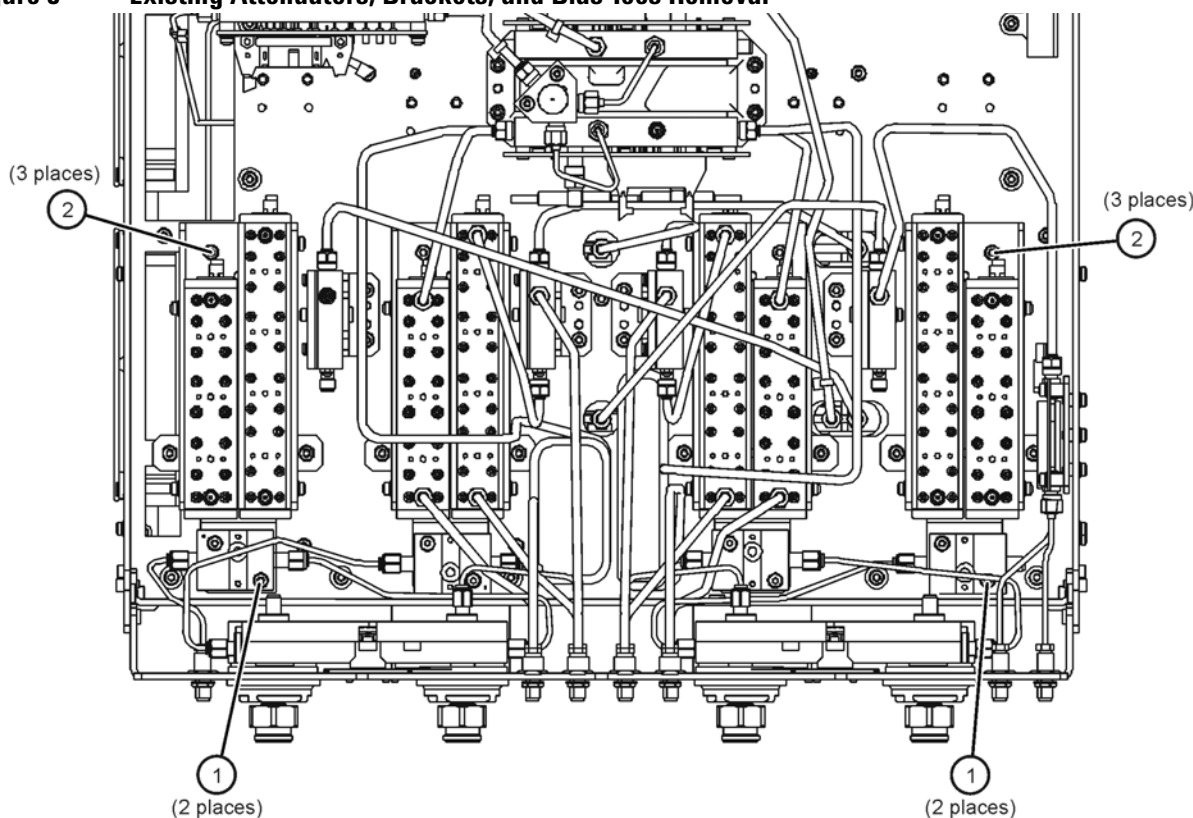 Existing Attenuators, Brackets, and Bias Tees Removal
(3 places)
2
(3 places)
2
1
(2 places)
1
(2 places)